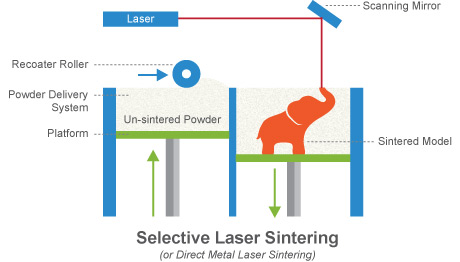 Laser
Scanning Mirror
Recoater Roller
Powder Delivery
System
Un-sintered Powder
Platform
Sintered Model
Selective Laser Sintering
(or Direct Metal Laser Sintering)